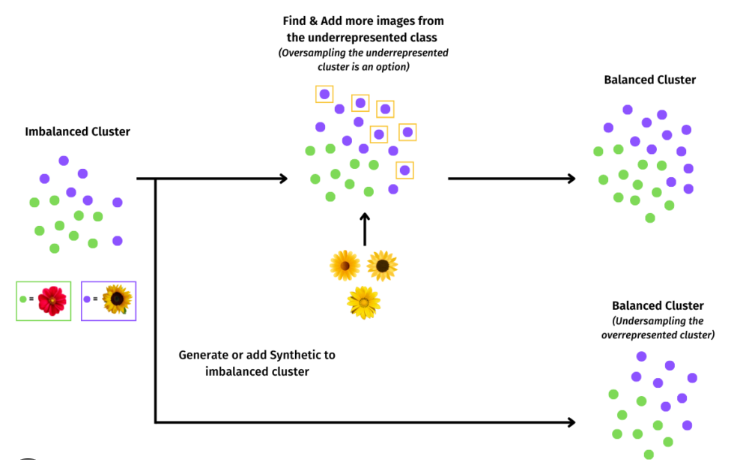 Find & Add more images from
the underrepresented class
(Oversampling the underrepresented
cluster is an option)
Balanced Cluster
Imbalanced Cluster
=
=
Balanced Cluster
(Undersampling the
overrepresented cluster)
Generate or add Synthetic to
imbalanced cluster